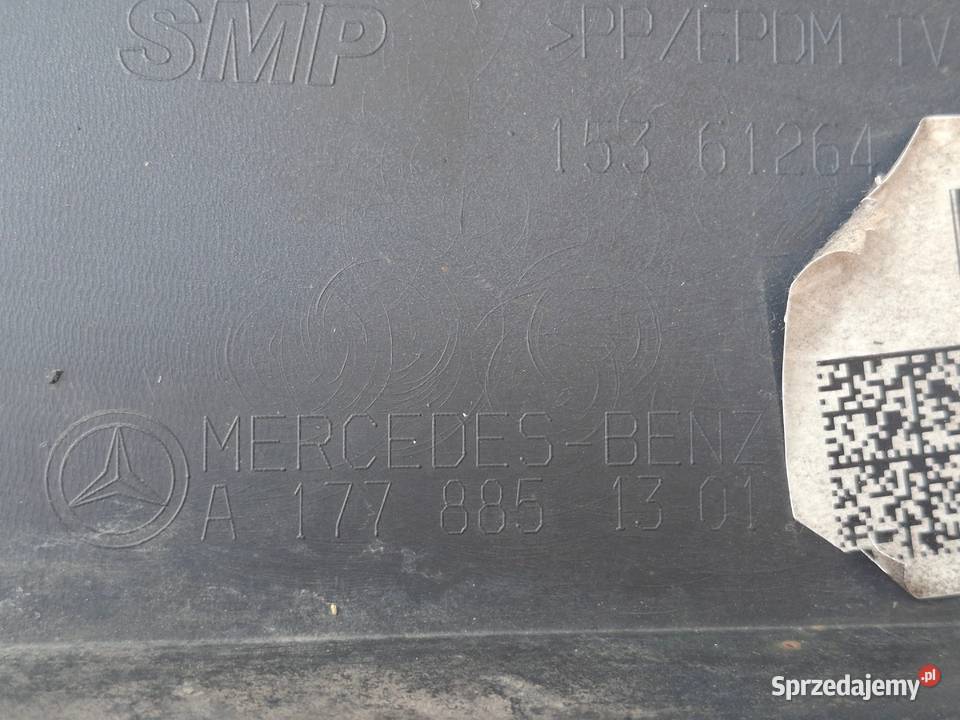 SMP
>PP/EPDM TV
153 61264
MERCEDES-BENZ
A 177 885 13 01
Sprzedajemy.pl